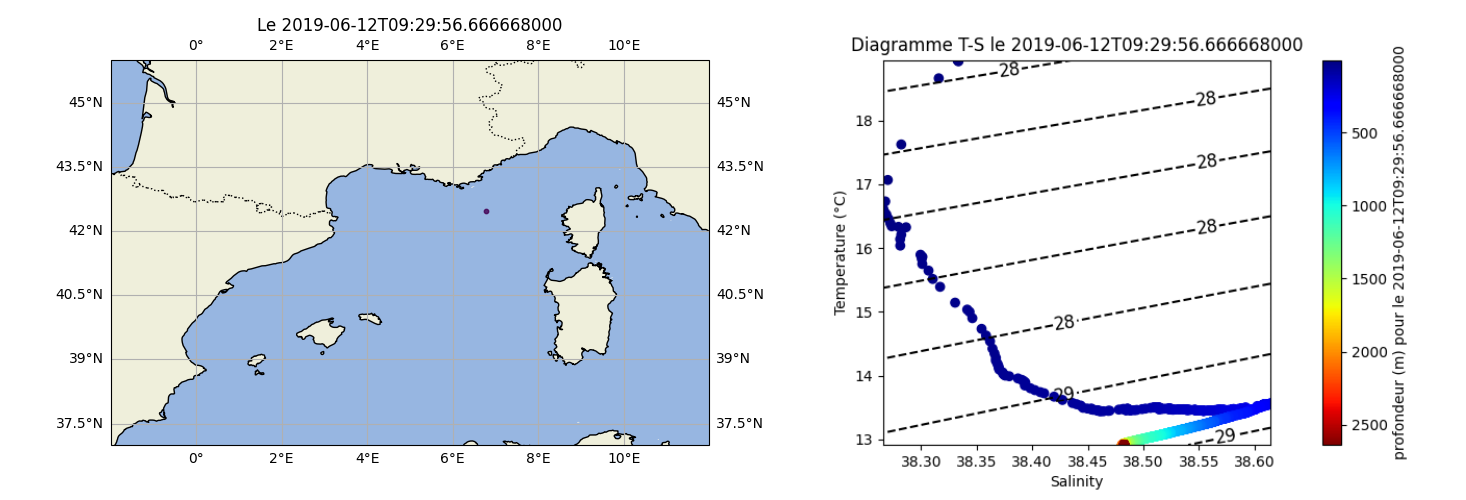 Le 2019-06-12T09:29:56.666668000
0° 2°E 4°E 6°E 8°E 10°E
45°N 45°N
43.5°N 43.5°N
42°N 42°N
40.5°N 40.5°N
39°N 39°N
37.5°N 37.5°N
0° 2°E 4°E 6°E 8°E 10°E
Diagramme T-S le 2019-06-12T09:29:56.666668000
Temperature (°C)
18
17
16
15
14
13
28
28
28
28
28
29
29
38.30 38.35 38.40 38.45 38.50 38.55 38.60
Salinity
500
1000
1500
2000
2500
profondeur (m) pour le 2019-06-12T09:29:56.666668000